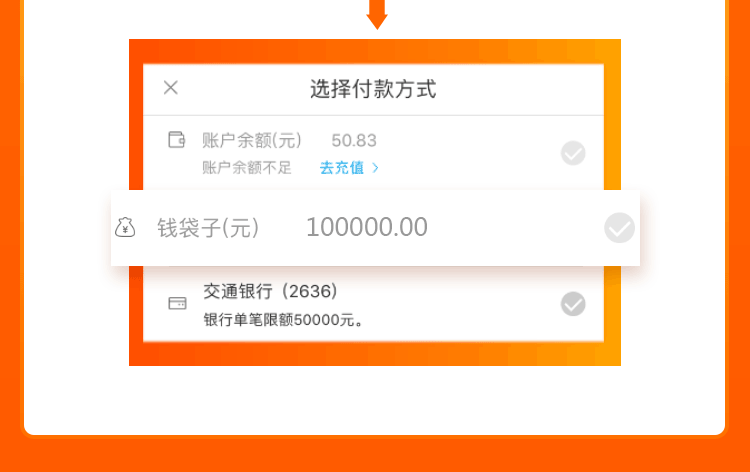 选择付款方式
账户余额(元) 50.83
账户余额不足 去充值 >
钱袋子(元) 100000.00
交通银行（2636）
银行单笔限额50000元。